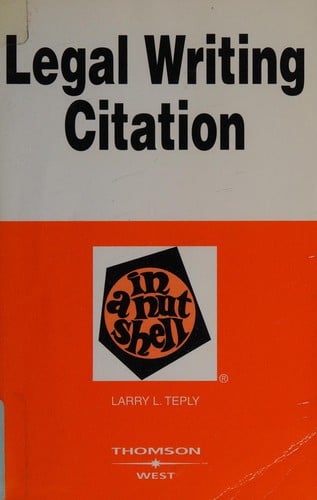 Legal Writing
Citation
in
a nut
shell
®
LARRY L. TEPLY
THOMSON
WEST